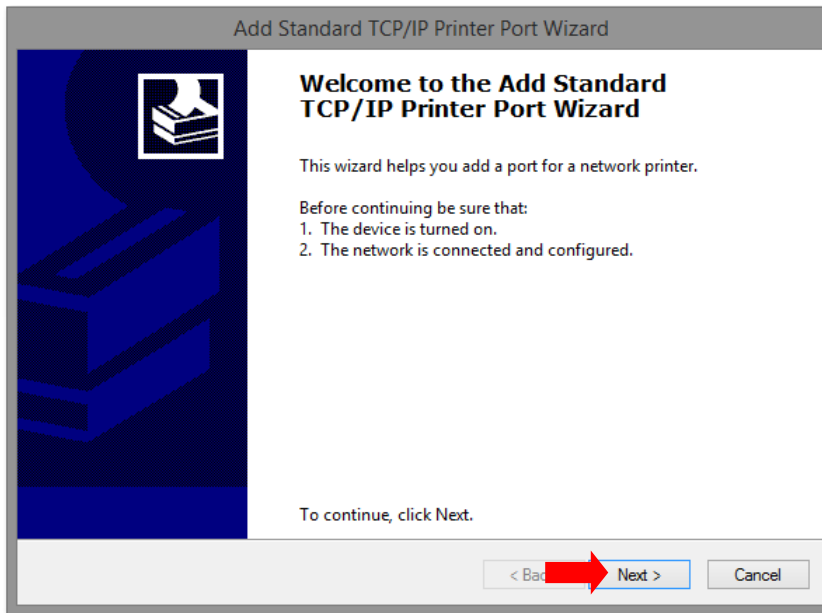 Add Standard TCP/IP Printer Port Wizard
Welcome to the Add Standard
TCP/IP Printer Port Wizard
This wizard helps you add a port for a network printer.
Before continuing be sure that:
1. The device is turned on.
2. The network is connected and configured.
To continue, click Next.
< Next > Cancel